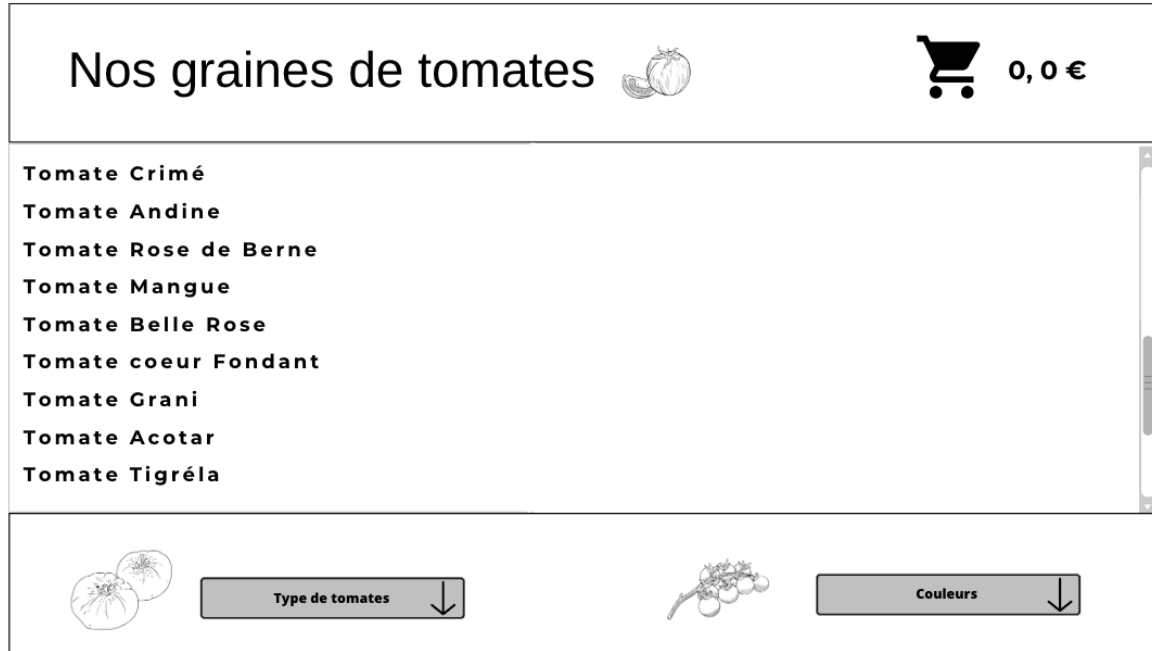 Nos graines de tomates
0, 0 €
Tomate Crimé
Tomate Andine
Tomate Rose de Berne
Tomate Mangue
Tomate Belle Rose
Tomate coeur Fondant
Tomate Grani
Tomate Acotar
Tomate Tigréla
Type de tomates
Couleurs